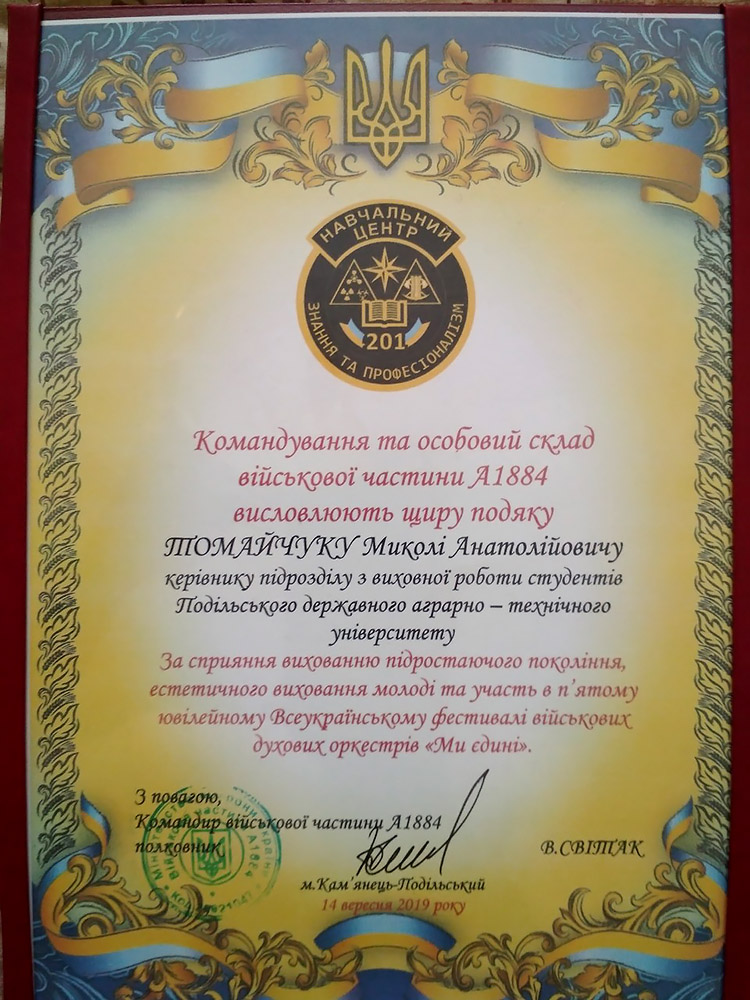 НАВЧАЛЬНИЙ
ЦЕНТР
201
ЗНАННЯ ТА ПРОФЕСІОНАЛІЗМ
Командування та особовий склад
військової частини А1884
висловлюють щиру подяку
ТОМАЙЧУКУ Миколі Анатолійовичу
керівнику підрозділу з виховної роботи студентів
Подільського державного аграрно – технічного
університету
За сприяння вихованню підростаючого покоління,
естетичного виховання молоді та участь в п’ятому
ювілейному Всеукраїнському фестивалі військових
духових оркестрів «Ми єдині».
З повагою,
Командир військової частини А1884
полковник
В.СВІТАК
м.Кам’янець-Подільський
14 вересня 2019 року